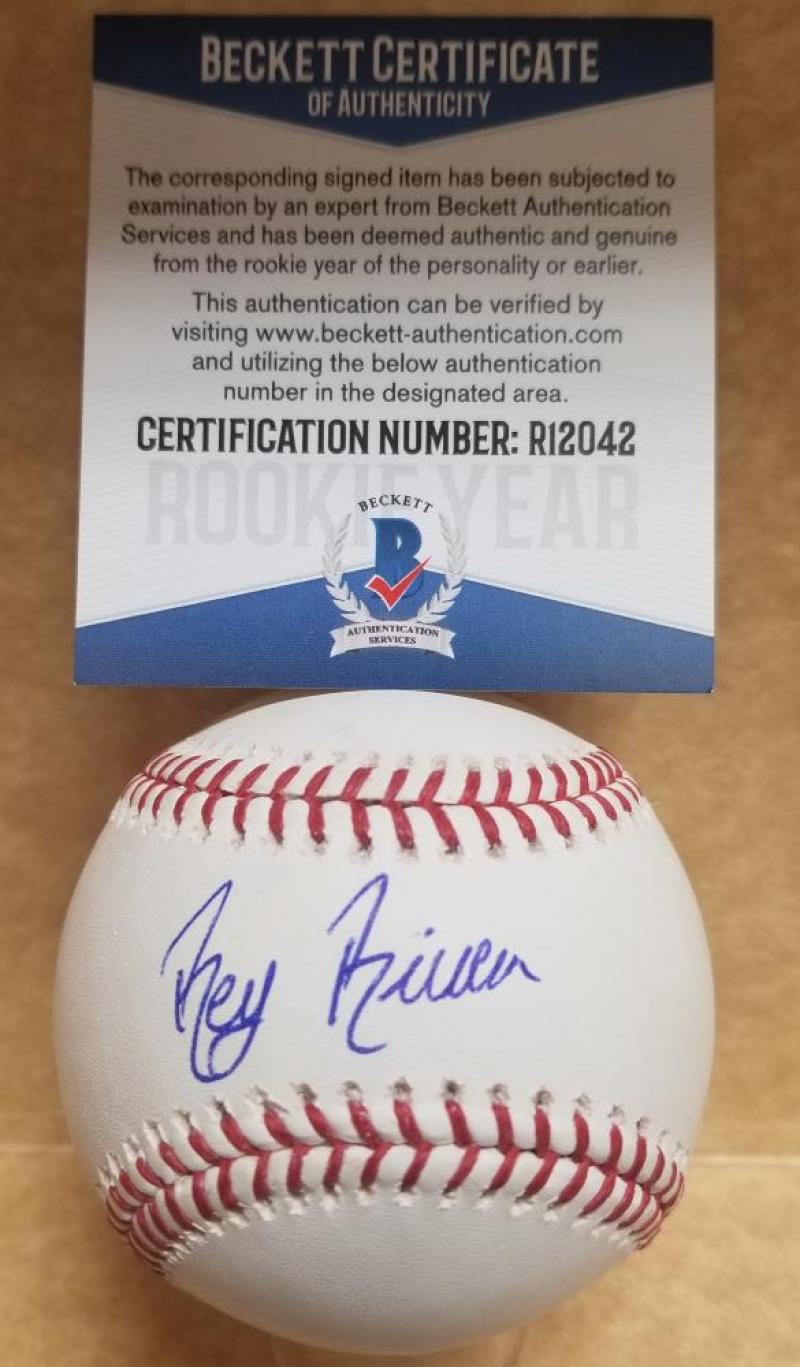 BECKETT CERTIFICATE
OF AUTHENTICITY
The corresponding signed item has been subjected to
examination by an expert from Beckett Authentication
Services and has been deemed authentic and genuine
from the rookie year of the personality or earlier.
This authentication can be verified by
visiting www.beckett-authentication.com
and utilizing the below authentication
number in the designated area.
CERTIFICATION NUMBER: R12042
ROOKIE YEAR
BECKETT
B
AUTHENTICATION
SERVICES
Rey Rivera